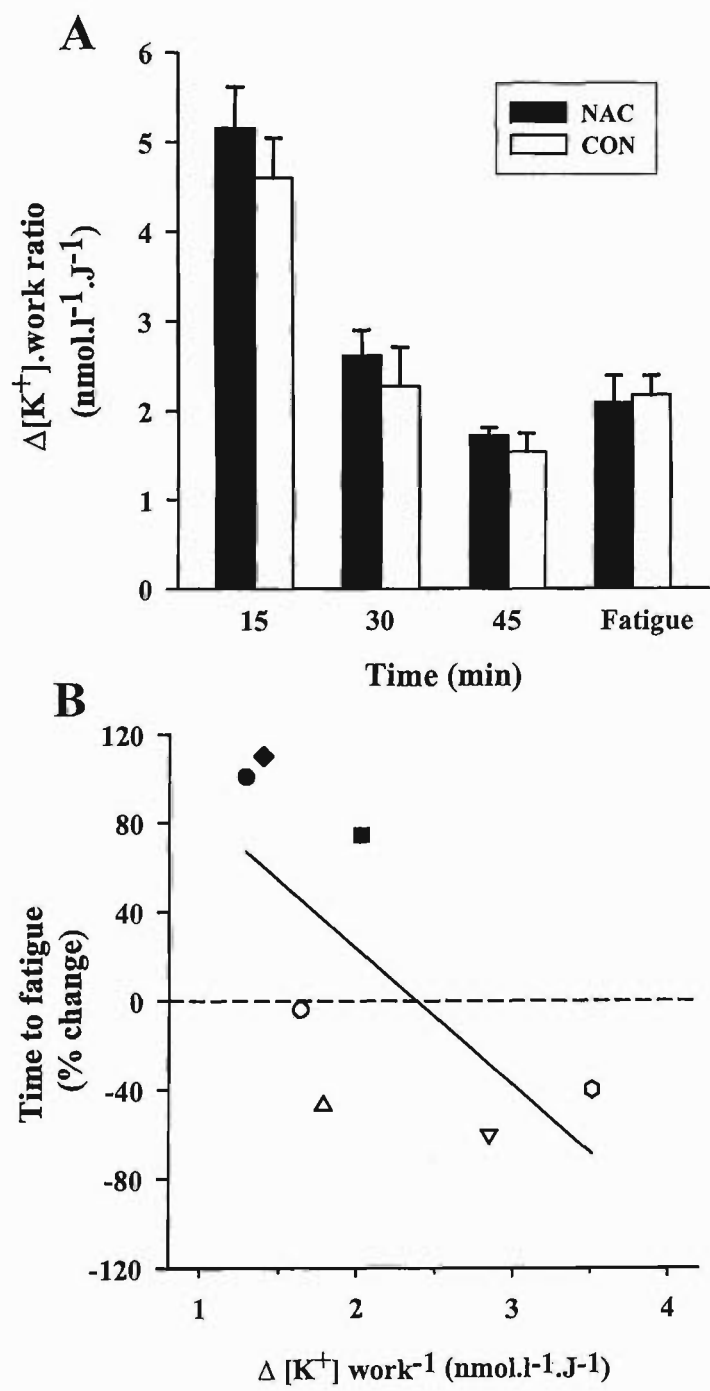 A
6
5
4
3
2
1
0
Δ[K+].work ratio
(nmol.l-1.J-1)
NAC
CON
15 30 45 Fatigue
Time (min)
B
120
80
40
0
-40
-80
-120
Time to fatigue
(% change)
1 2 3 4
Δ [K+] work-1 (nmol.l-1.J-1)